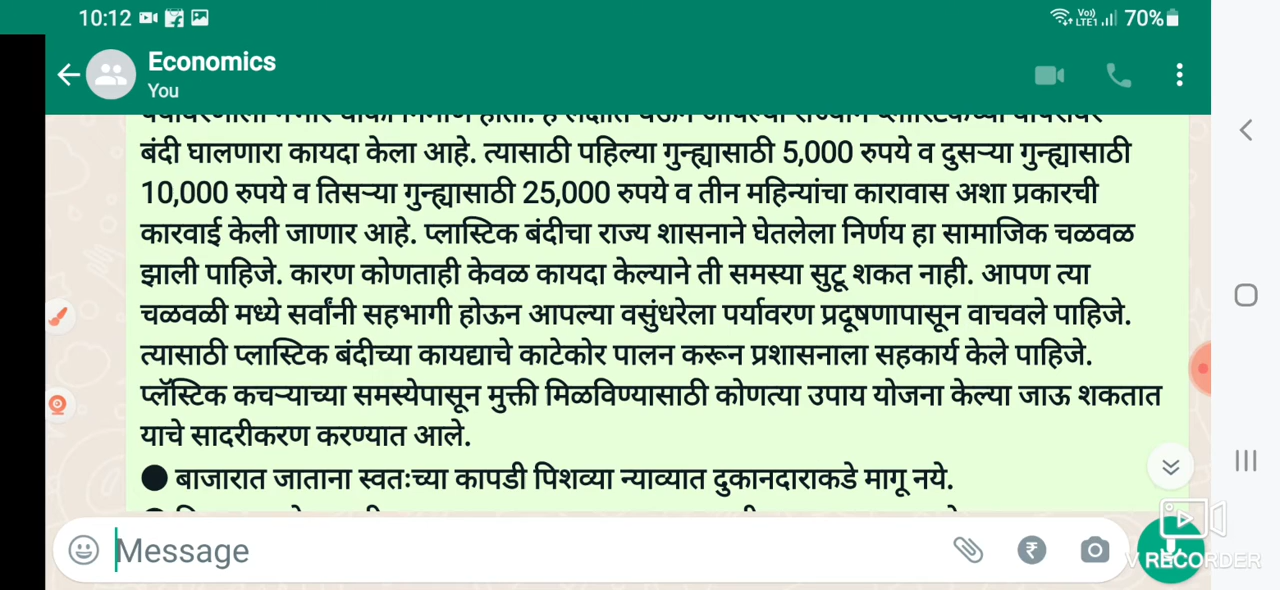 10:12
Vo)) LTE1 70%
Economics
You
बंदी घालणारा कायदा केला आहे. त्यासाठी पहिल्या गुन्ह्यासाठी 5,000 रुपये व दुसऱ्या गुन्ह्यासाठी
10,000 रुपये व तिसऱ्या गुन्ह्यासाठी 25,000 रुपये व तीन महिन्यांचा कारावास अशा प्रकारची
कारवाई केली जाणार आहे. प्लास्टिक बंदीचा राज्य शासनाने घेतलेला निर्णय हा सामाजिक चळवळ
झाली पाहिजे. कारण कोणताही केवळ कायदा केल्याने ती समस्या सुटू शकत नाही. आपण त्या
चळवळी मध्ये सर्वांनी सहभागी होऊन आपल्या वसुंधरेला पर्यावरण प्रदूषणापासून वाचवले पाहिजे.
त्यासाठी प्लास्टिक बंदीच्या कायद्याचे काटेकोर पालन करून प्रशासनाला सहकार्य केले पाहिजे.
प्लॅस्टिक कचऱ्याच्या समस्येपासून मुक्ती मिळविण्यासाठी कोणत्या उपाय योजना केल्या जाऊ शकतात
याचे सादरीकरण करण्यात आले.
● बाजारात जाताना स्वतःच्या कापडी पिशव्या न्याव्यात दुकानदाराकडे मागू नये.
Message
V RECORDER